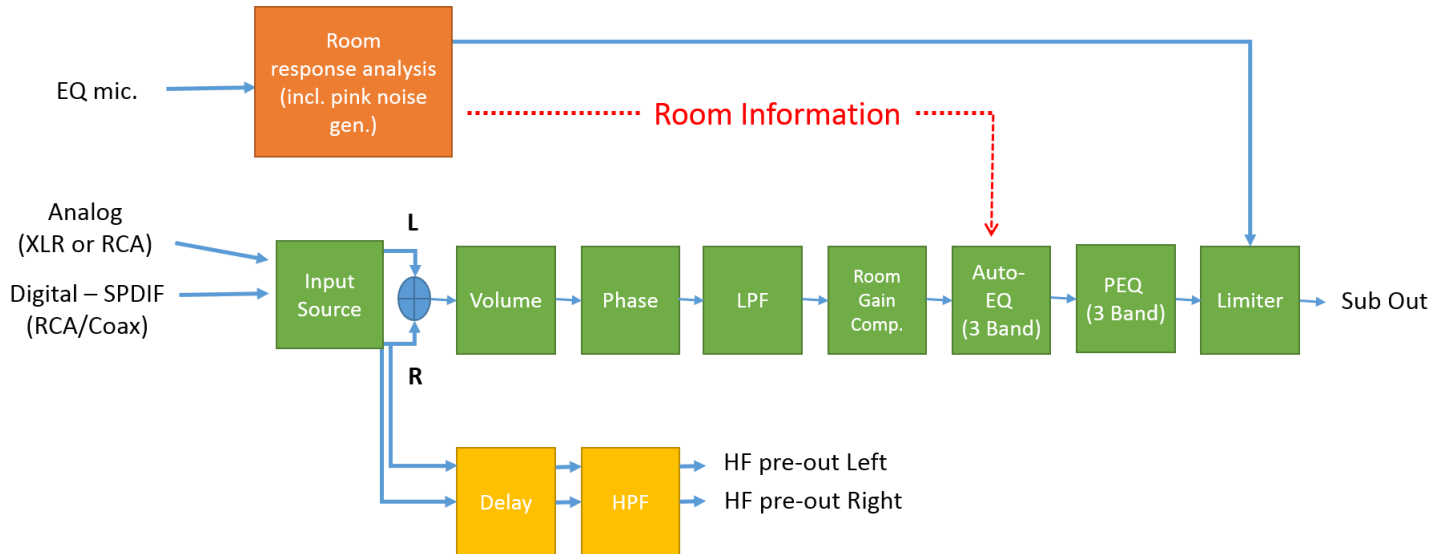 Room
response analysis
(incl. pink noise
gen.)
EQ mic.
Room Information
Analog
(XLR or RCA)
Digital – SPDIF
(RCA/Coax)
Input
Source
L
R
Volume
Phase
LPF
Room
Gain
Comp.
Auto-
EQ
(3 Band)
PEQ
(3 Band)
Limiter
Sub Out
Delay
HPF
HF pre-out Left
HF pre-out Right